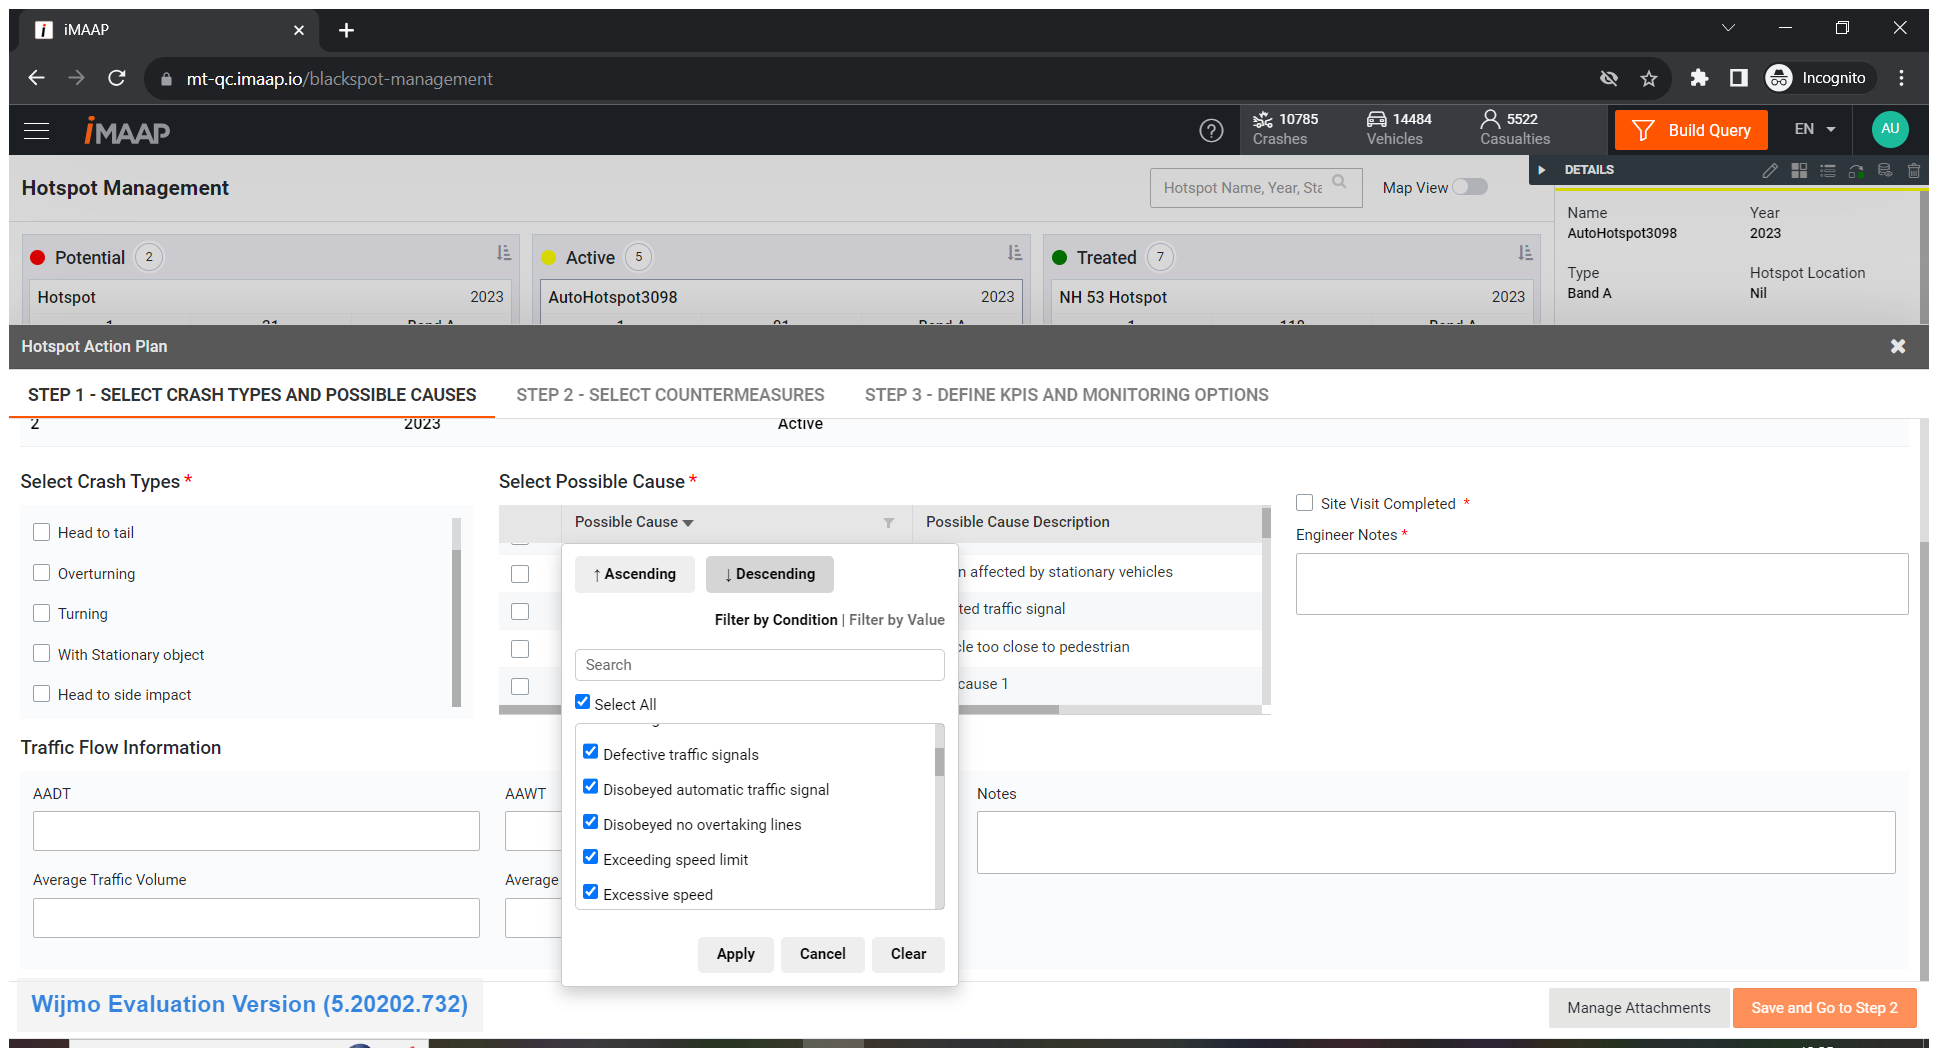 iMAAP
mt-qc.imaap.io/blackspot-management
Incognito
iMAAP
10785
Crashes
14484
Vehicles
5522
Casualties
Build Query
EN
AU
Hotspot Management
Hotspot Name, Year, Sta
Map View
DETAILS
Name
AutoHotspot3098
Year
2023
Type
Band A
Hotspot Location
Nil
Potential 2
Hotspot 2023
Active 5
AutoHotspot3098 2023
Treated 7
NH 53 Hotspot 2023
Hotspot Action Plan
STEP 1 - SELECT CRASH TYPES AND POSSIBLE CAUSES
STEP 2 - SELECT COUNTERMEASURES
STEP 3 - DEFINE KPIS AND MONITORING OPTIONS
2 2023 Active
Select Crash Types *
Head to tail
Overturning
Turning
With Stationary object
Head to side impact
Select Possible Cause *
Possible Cause
Possible Cause Description
n affected by stationary vehicles
ted traffic signal
cle too close to pedestrian
cause 1
↑ Ascending
↓ Descending
Filter by Condition | Filter by Value
Search
Select All
Defective traffic signals
Disobeyed automatic traffic signal
Disobeyed no overtaking lines
Exceeding speed limit
Excessive speed
Apply
Cancel
Clear
Site Visit Completed *
Engineer Notes *
Traffic Flow Information
AADT
AAWT
Notes
Average Traffic Volume
Average
Wijmo Evaluation Version (5.20202.732)
Manage Attachments
Save and Go to Step 2